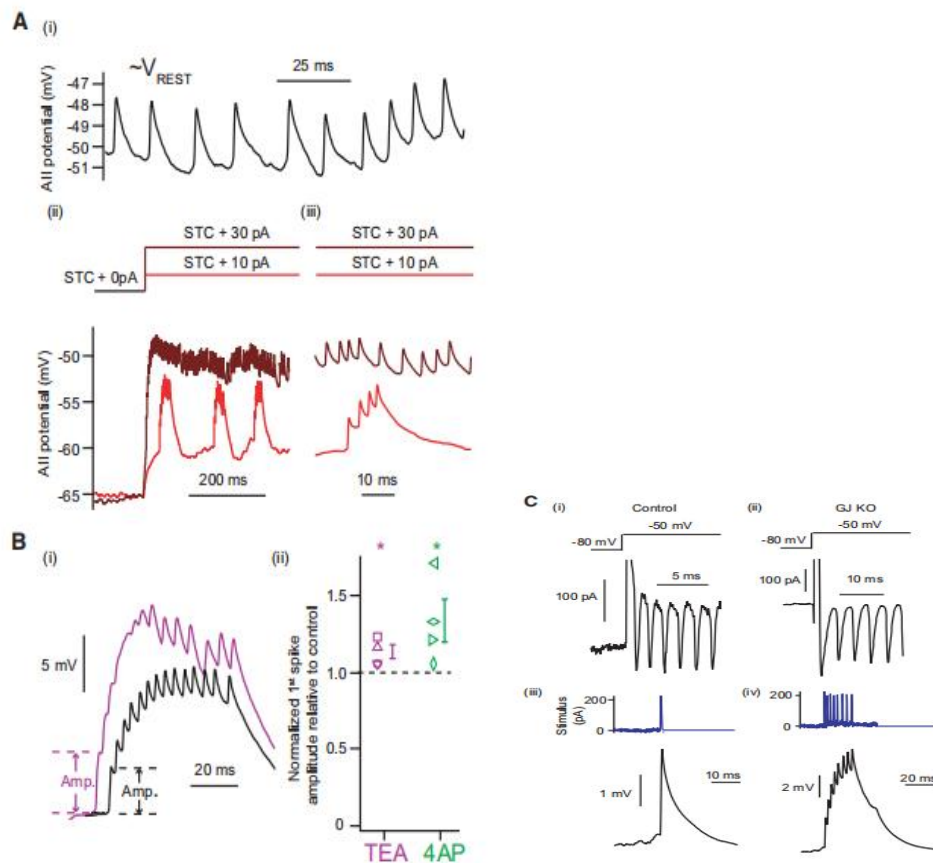 A
(i)
~V REST
25 ms
All potential (mV)
-47
-48
-49
-50
-51
(ii)
(iii)
STC + 30 pA
STC + 30 pA
STC + 10 pA
STC + 10 pA
STC + 0pA
All potential (mV)
-50
-55
-60
-65
200 ms
10 ms
B
(i)
5 mV
Amp.
Amp.
20 ms
(ii)
* *
Normalized 1st spike
amplitude relative to control
1.5
1.0
0.5
0
TEA
4AP
C
(i)
Control
-50 mV
-80 mV
100 pA
5 ms
(ii)
GJ KO
-50 mV
-80 mV
100 pA
10 ms
(iii)
Stimulus
(pA)
200
0
1 mV
10 ms
(iv)
200
0
2 mV
20 ms